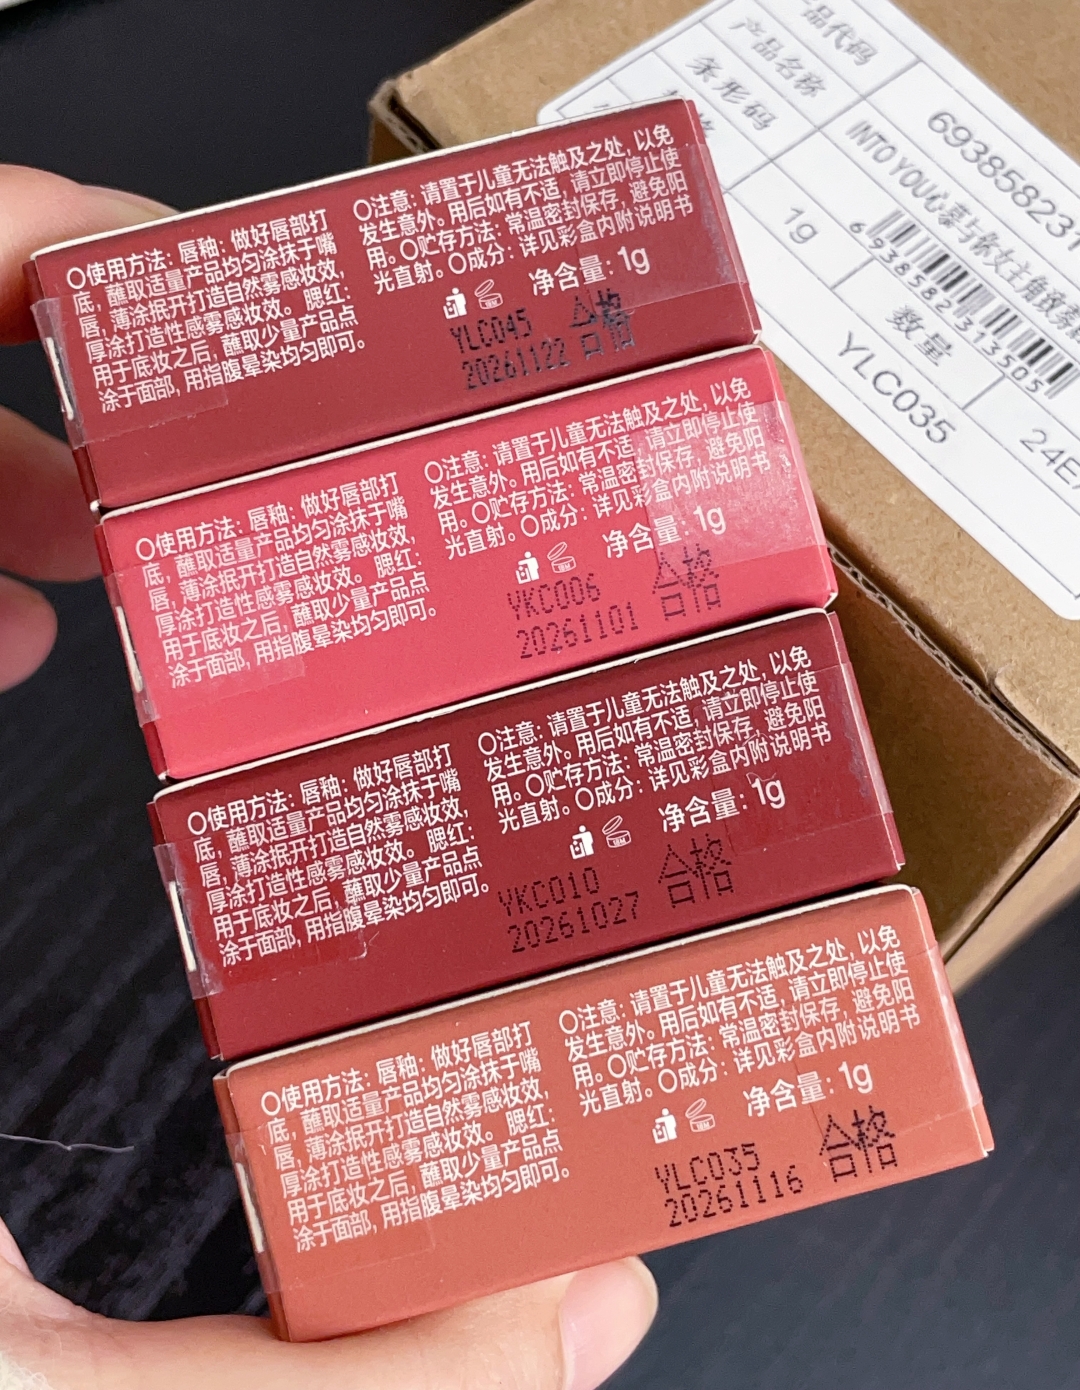 产品代码
产品名称
693858231
条形码
INTO YOU心慕与你女主角
6938582313505
1g
数量
YLC035
24EA
〇使用方法：唇釉：做好唇部打
底，蘸取适量产品均匀涂抹于嘴
唇，薄涂抿开打造自然雾感妆效，
厚涂打造性感雾感妆效。腮红：
用于底妆之后，蘸取少量产品点
涂于面部，用指腹晕染均匀即可。
〇注意：请置于儿童无法触及之处，以免
发生意外。用后如有不适，请立即停止使
用。〇贮存方法：常温密封保存，避免阳
光直射。〇成分：详见彩盒内附说明书
净含量：1g
YLC045
20261122
合格
〇使用方法：唇釉：做好唇部打
底，蘸取适量产品均匀涂抹于嘴
唇，薄涂抿开打造自然雾感妆效，
厚涂打造性感雾感妆效。腮红：
用于底妆之后，蘸取少量产品点
涂于面部，用指腹晕染均匀即可。
〇注意：请置于儿童无法触及之处，以免
发生意外。用后如有不适，请立即停止使
用。〇贮存方法：常温密封保存，避免阳
光直射。〇成分：详见彩盒内附说明书
净含量：1g
18M
YKC006
20261101
合格
〇使用方法：唇釉：做好唇部打
底，蘸取适量产品均匀涂抹于嘴
唇，薄涂抿开打造自然雾感妆效，
厚涂打造性感雾感妆效。腮红：
用于底妆之后，蘸取少量产品点
涂于面部，用指腹晕染均匀即可。
〇注意：请置于儿童无法触及之处，以免
发生意外。用后如有不适，请立即停止使
用。〇贮存方法：常温密封保存，避免阳
光直射。〇成分：详见彩盒内附说明书
净含量：1g
18M
YKC010
20261027
合格
〇使用方法：唇釉：做好唇部打
底，蘸取适量产品均匀涂抹于嘴
唇，薄涂抿开打造自然雾感妆效，
厚涂打造性感雾感妆效。腮红：
用于底妆之后，蘸取少量产品点
涂于面部，用指腹晕染均匀即可。
〇注意：请置于儿童无法触及之处，以免
发生意外。用后如有不适，请立即停止使
用。〇贮存方法：常温密封保存，避免阳
光直射。〇成分：详见彩盒内附说明书
净含量：1g
18M
YLC035
20261116
合格